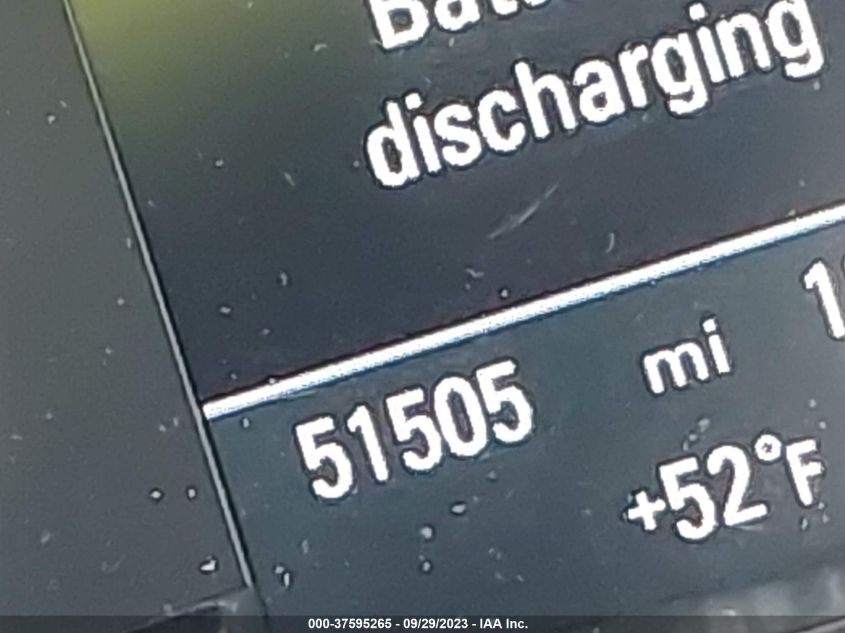 discharging
51505 mi
+52°F
000-37595265 - 09/29/2023 - IAA Inc.